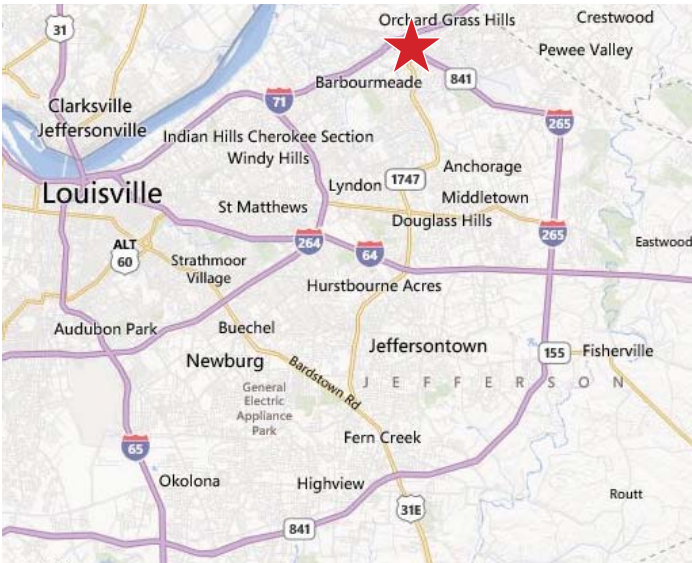 Orchard Grass Hills
Crestwood
31
Pewee Valley
Barbourmeade
841
Clarksville
71
Jeffersonville
265
Indian Hills Cherokee Section
Windy Hills
Anchorage
Lyndon
1747
Louisville
Middletown
St Matthews
Douglass Hills
265
ALT
60
264
64
Eastwood
Strathmoor
Village
Hurstbourne Acres
Audubon Park
Buechel
Jeffersontown
155
Fisherville
Newburg
Bardstown Rd
JEFFERSON
General
Electric
Appliance
Park
Fern Creek
65
Okolona
Highview
Routt
31E
841